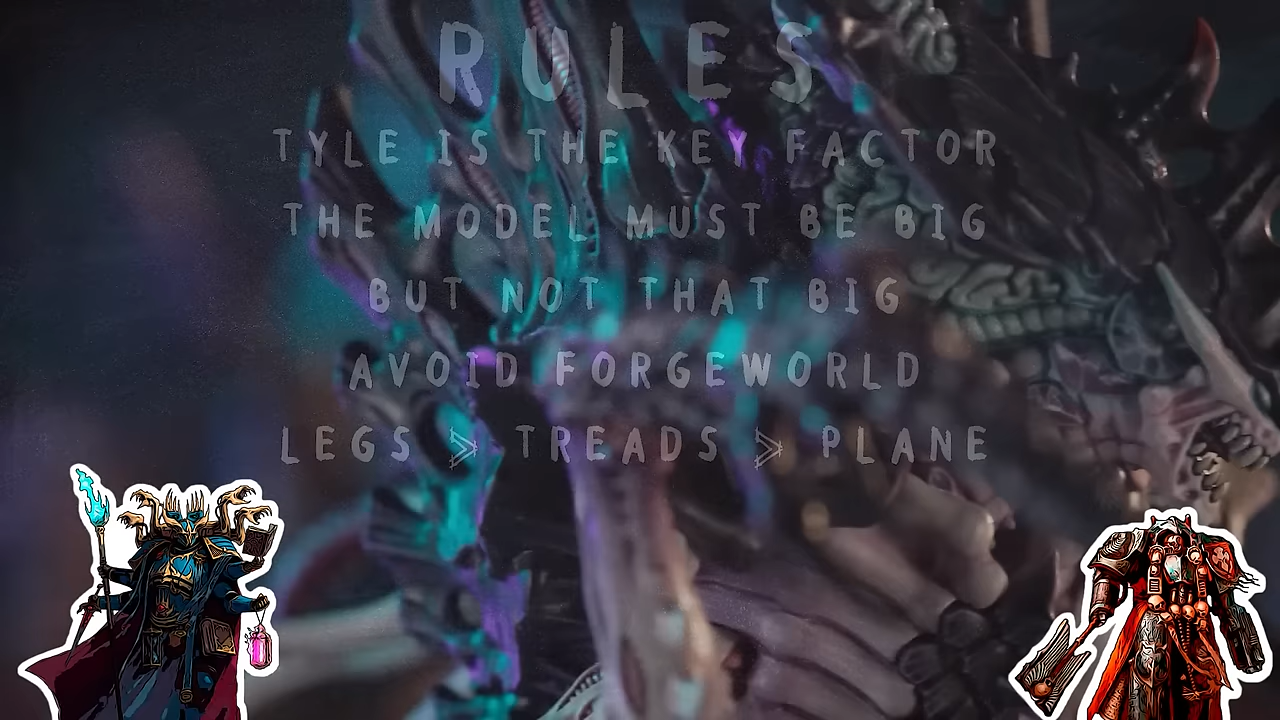 RULES
TYLE IS THE KEY FACTOR
THE MODEL MUST BE BIG
BUT NOT THAT BIG
AVOID FORGEWORLD
LEGS > TREADS > PLANE